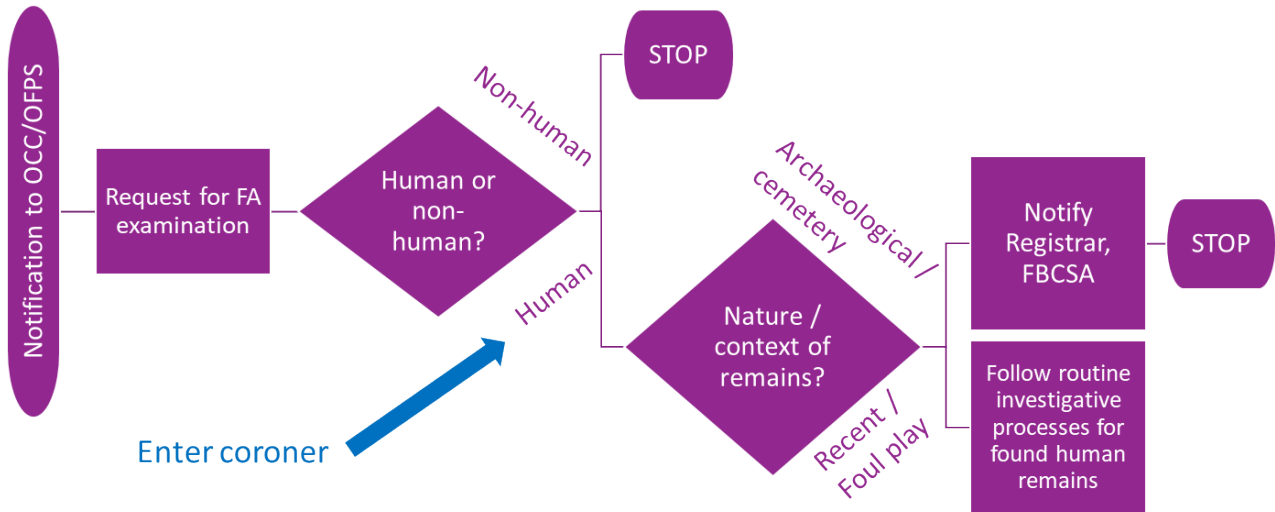 Notification to OCC/OFPS
Request for FA
examination
Human or
non-
human?
Non-human
STOP
Human
Enter coroner
Nature /
context of
remains?
Archaeological /
cemetery
Notify
Registrar,
FBCSA
STOP
Recent /
Foul play
Follow routine
investigative
processes for
found human
remains